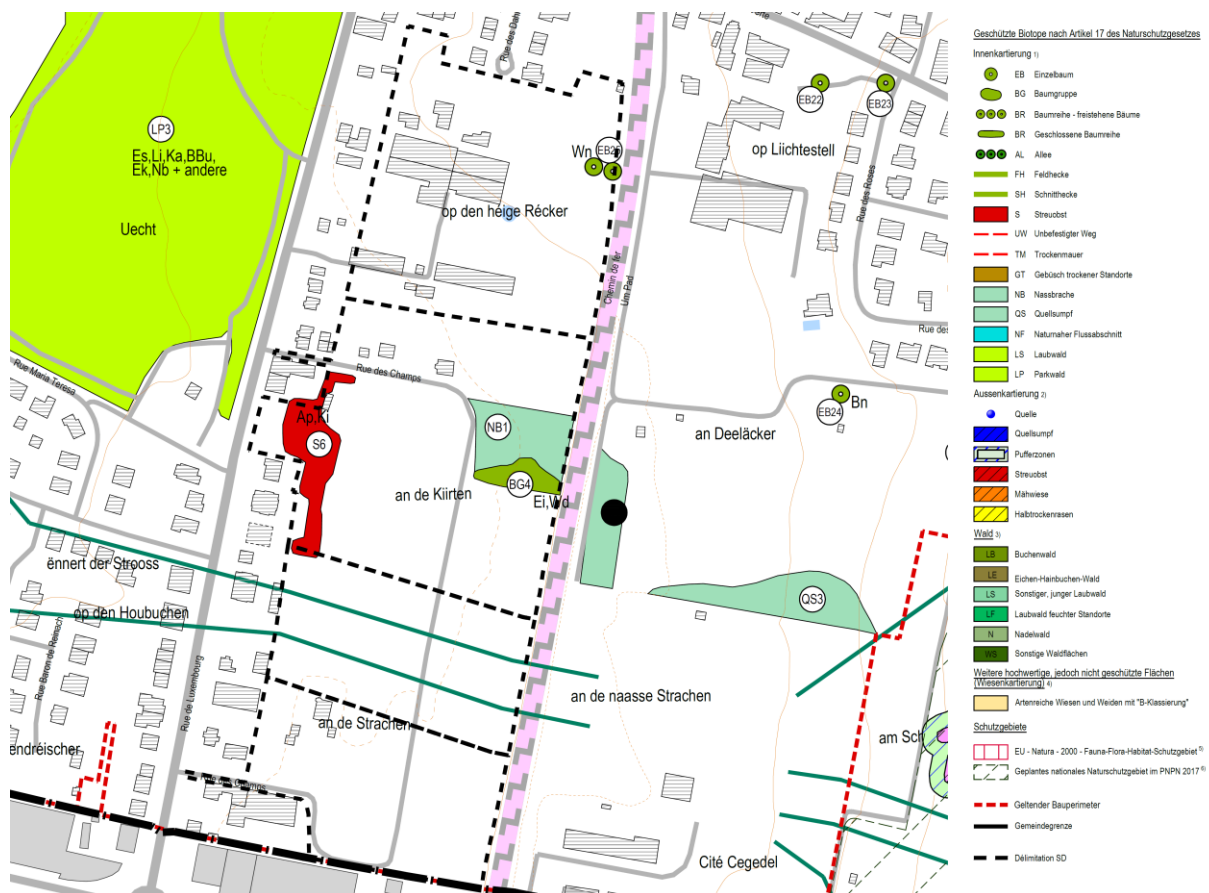 Rue des Dah
LP3
Es,Li,Ka,BBu,
Ek,Nb + andere
Uecht
Wn
EB22
EB23
op Liichtestell
Rue des Roses
op den héige Récker
Chemin de fer
Um Pad
Rue des
Rue Maria Teresa
Rue des Champs
Ap,Ki
S6
NB1
BG4
Ei,Wd
an de Kiirten
EB24
Bn
an Deeläcker
QS3
ënnert der Strooss
op den Houbuchen
Rue Baron de Reinach
Rue de Luxembourg
an de Strachen
an de naasse Strachen
am Sch
endréischer
Cité Cegedel
Geschützte Biotope nach Artikel 17 des Naturschutzgesetzes
Innenkartierung 1)
EB Einzelbaum
BG Baumgruppe
BR Baumreihe - freistehene Bäume
BR Geschlossene Baumreihe
AL Allee
FH Feldhecke
SH Schnitthecke
S Streuobst
UW Unbefestigter Weg
TM Trockenmauer
GT Gebüsch trockener Standorte
NB Nassbrache
QS Quellsumpf
NF Naturnaher Flussabschnitt
LS Laubwald
LP Parkwald
Aussenkartierung 2)
Quelle
Quellsumpf
Pufferzonen
Streuobst
Mähwiese
Halbtrockenrasen
Wald 3)
LB Buchenwald
LE Eichen-Hainbuchen-Wald
LS Sonstiger, junger Laubwald
LF Laubwald feuchter Standorte
N Nadelwald
WS Sonstige Waldflächen
Weitere hochwertige, jedoch nicht geschützte Flächen
(Wiesenkartierung) 4)
Artenreiche Wiesen und Weiden mit "B-Klassierung"
Schutzgebiete
EU - Natura - 2000 - Fauna-Flora-Habitat-Schutzgebiet 5)
Geplantes nationales Naturschutzgebiet im PNPN 2017 6)
Geltender Bauperimeter
Gemeindegrenze
Délimitation SD